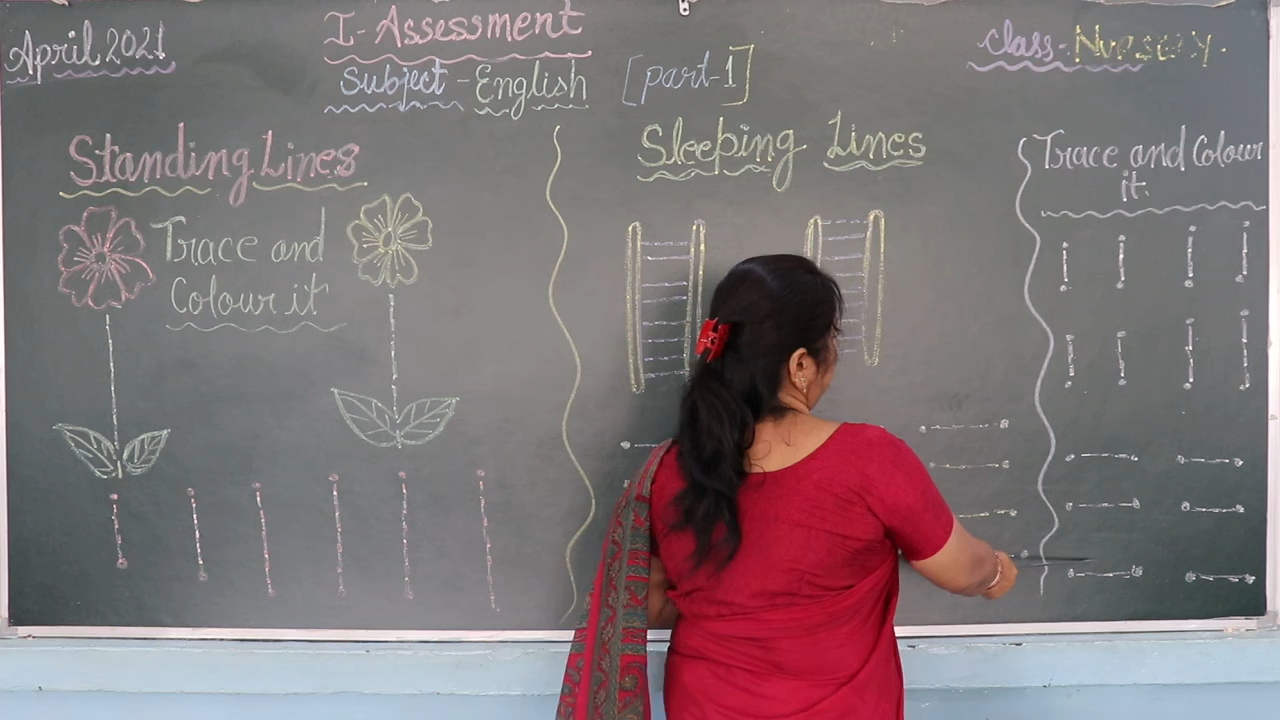 April 2021
I-Assessment
Class-Nursery.
Subject-English [part-1]
Standing Lines
Trace and
Colour it
Sleeping Lines
Trace and Colour
it.